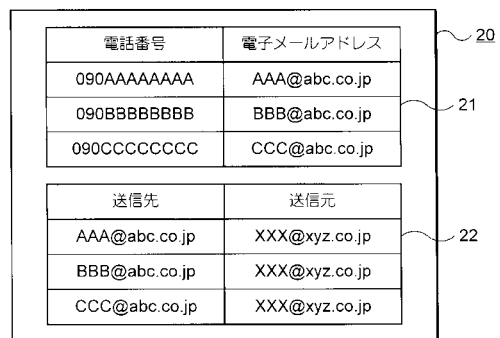 20
電話番号 電子メールアドレス
090AAAAAAAA AAA@abc.co.jp
090BBBBBBBB BBB@abc.co.jp
21
090CCCCCCCC CCC@abc.co.jp
送信先 送信元
AAA@abc.co.jp XXX@xyz.co.jp
22
BBB@abc.co.jp XXX@xyz.co.jp
CCC@abc.co.jp XXX@xyz.co.jp